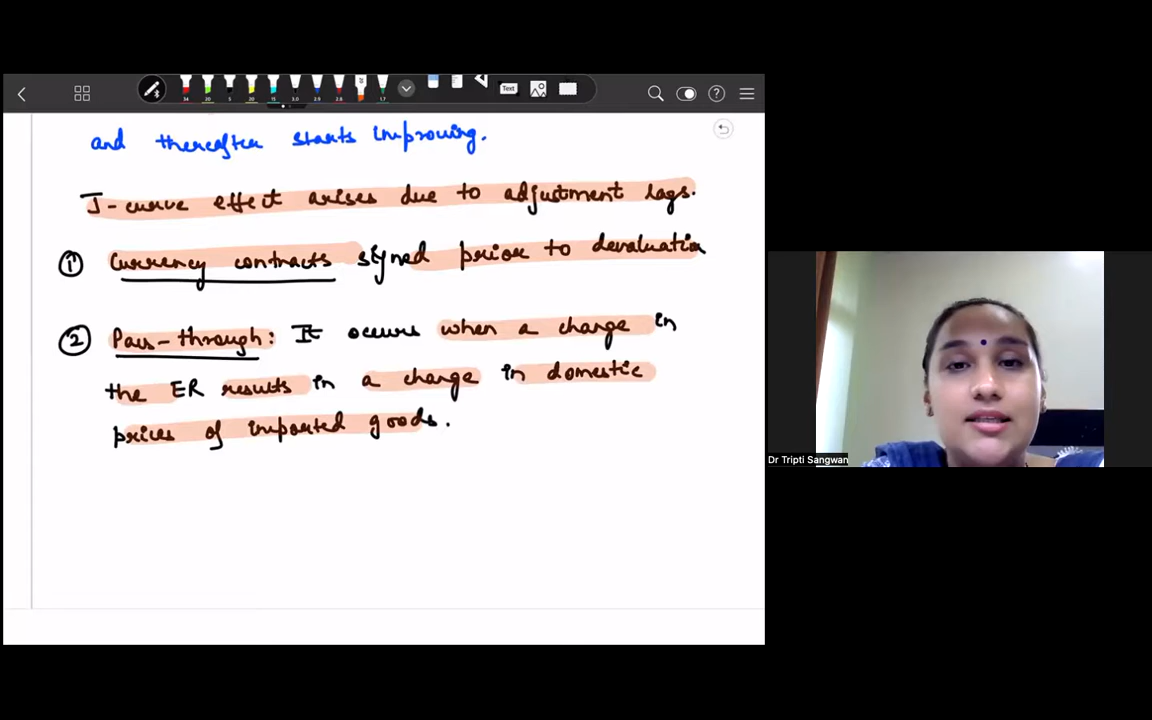 and thereafter starts improving.
J-curve effect arises due to adjustment lags.
① Currency contracts signed prior to devaluation
② Pass-through: It occurs when a change in
the ER results in a change in domestic
prices of imported goods.
Text
Dr Tripti Sangwan